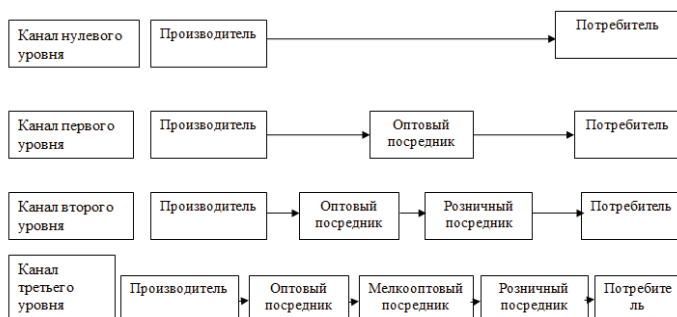 Канал нулевого
уровня
Производитель
Потребитель
Канал первого
уровня
Производитель
Оптовый
посредник
Потребитель
Канал второго
уровня
Производитель
Оптовый
посредник
Розничный
посредник
Потребитель
Канал
третьего
уровня
Производитель
Оптовый
посредник
Мелкооптовый
посредник
Розничный
посредник
Потребите
ль